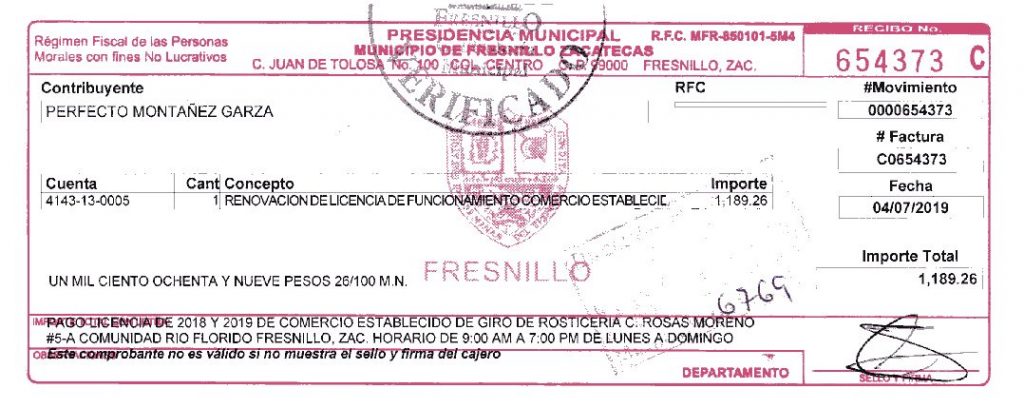 FRESNILLO
Régimen Fiscal de las Personas
Morales con fines No Lucrativos
PRESIDENCIA MUNICIPAL R.F.C. MFR-850101-5M4
MUNICIPIO DE FRESNILLO ZACATECAS
C. JUAN DE TOLOSA No. 100 COL. CENTRO C.P. 99000 FRESNILLO, ZAC.
VERIFICADO
RECIBO No.
654373 C
Contribuyente
PERFECTO MONTAÑEZ GARZA
RFC
#Movimiento
0000654373
# Factura
C0654373
Fecha
04/07/2019
Cuenta Cant Concepto Importe
4143-13-0005 1 RENOVACION DE LICENCIA DE FUNCIONAMIENTO COMERCIO ESTABLECID 1,189.26
Importe Total
1,189.26
FRESNILLO
UN MIL CIENTO OCHENTA Y NUEVE PESOS 26/100 M.N.
6769
PAGO LICENCIA DE 2018 Y 2019 DE COMERCIO ESTABLECIDO DE GIRO DE ROSTICERIA C. ROSAS MORENO
#5-A COMUNIDAD RIO FLORIDO FRESNILLO, ZAC. HORARIO DE 9:00 AM A 7:00 PM DE LUNES A DOMINGO
Este comprobante no es válido si no muestra el sello y firma del cajero
DEPARTAMENTO
SELLO Y FIRMA